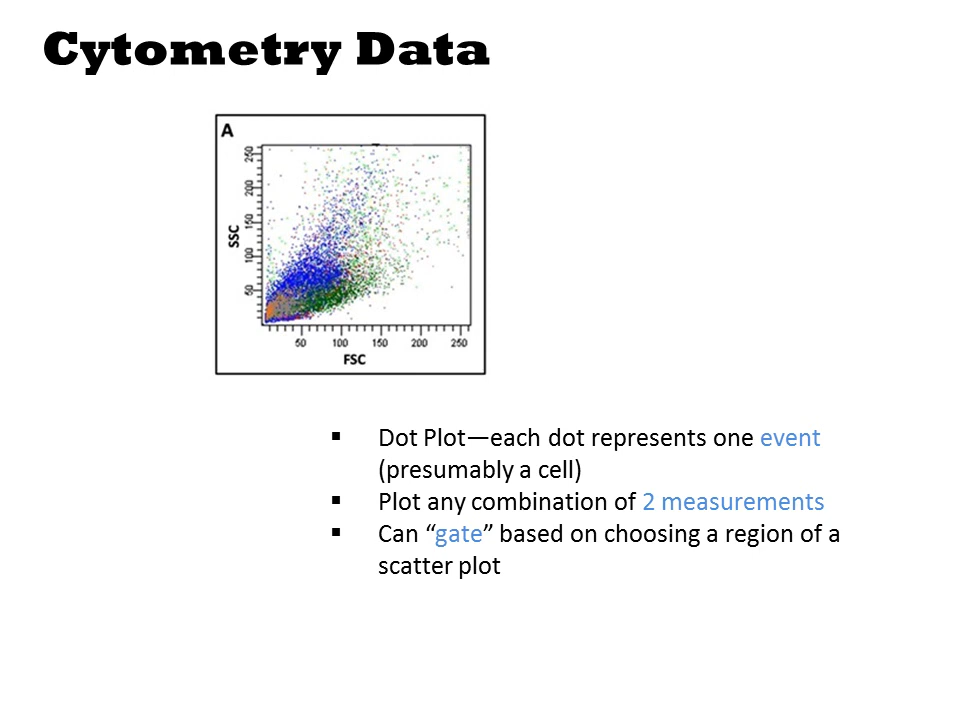 Cytometry Data
A
SSC
250
200
150
100
50
50 100 150 200 250
FSC
▪ Dot Plot—each dot represents one event
(presumably a cell)
▪ Plot any combination of 2 measurements
▪ Can “gate” based on choosing a region of a
scatter plot